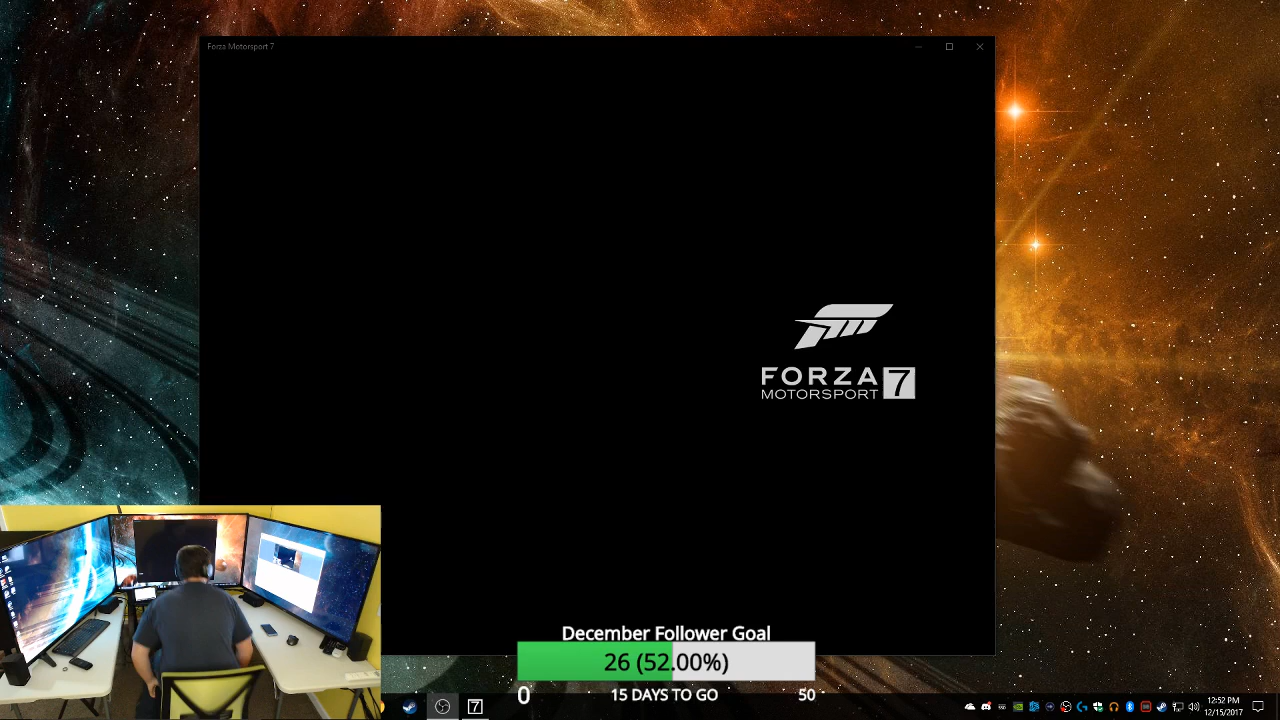 Forza Motorsport 7
FORZA
MOTORSPORT 7
December Follower Goal
26 (52.00%)
0 15 DAYS TO GO 50
7
12:52 PM
12/15/2017